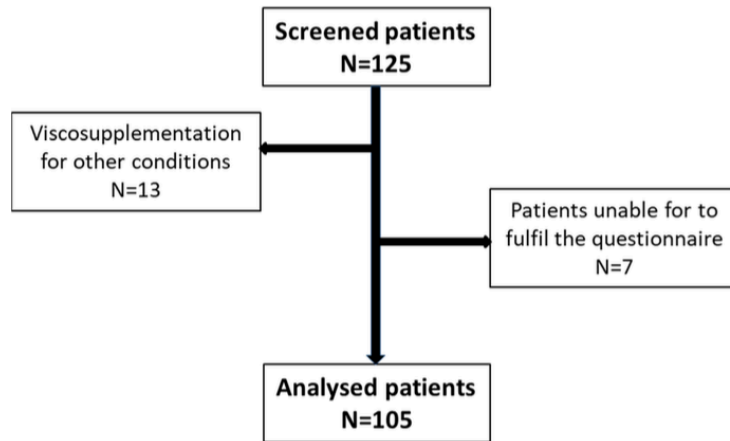 Screened patients
N=125
Viscosupplementation
for other conditions
N=13
Patients unable for to
fulfil the questionnaire
N=7
Analysed patients
N=105